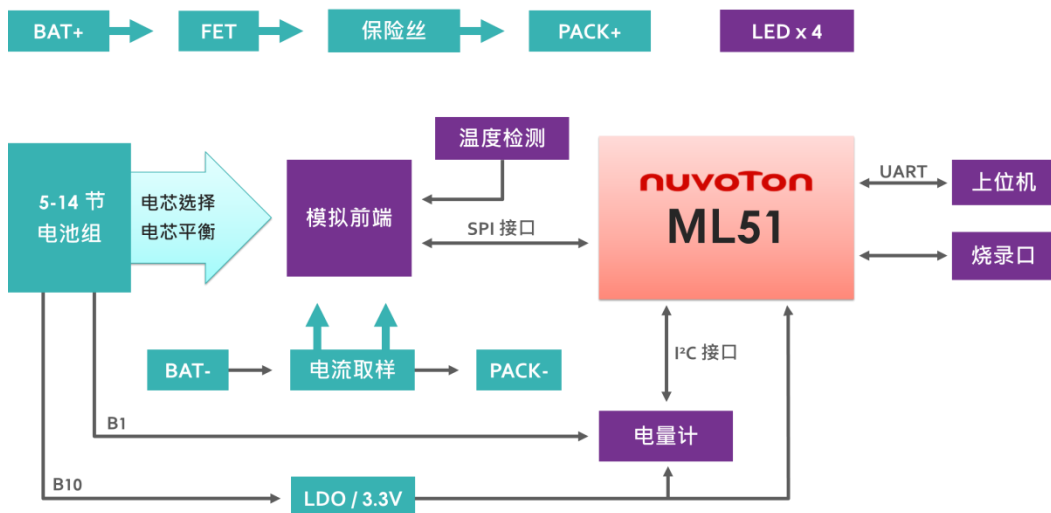 BAT+
FET
保险丝
PACK+
LED x 4
温度检测
5-14 节
电池组
电芯选择
电芯平衡
模拟前端
SPI 接口
nuvoTon
ML51
UART
上位机
烧录口
I²C 接口
BAT-
电流取样
PACK-
B1
电量计
B10
LDO / 3.3V